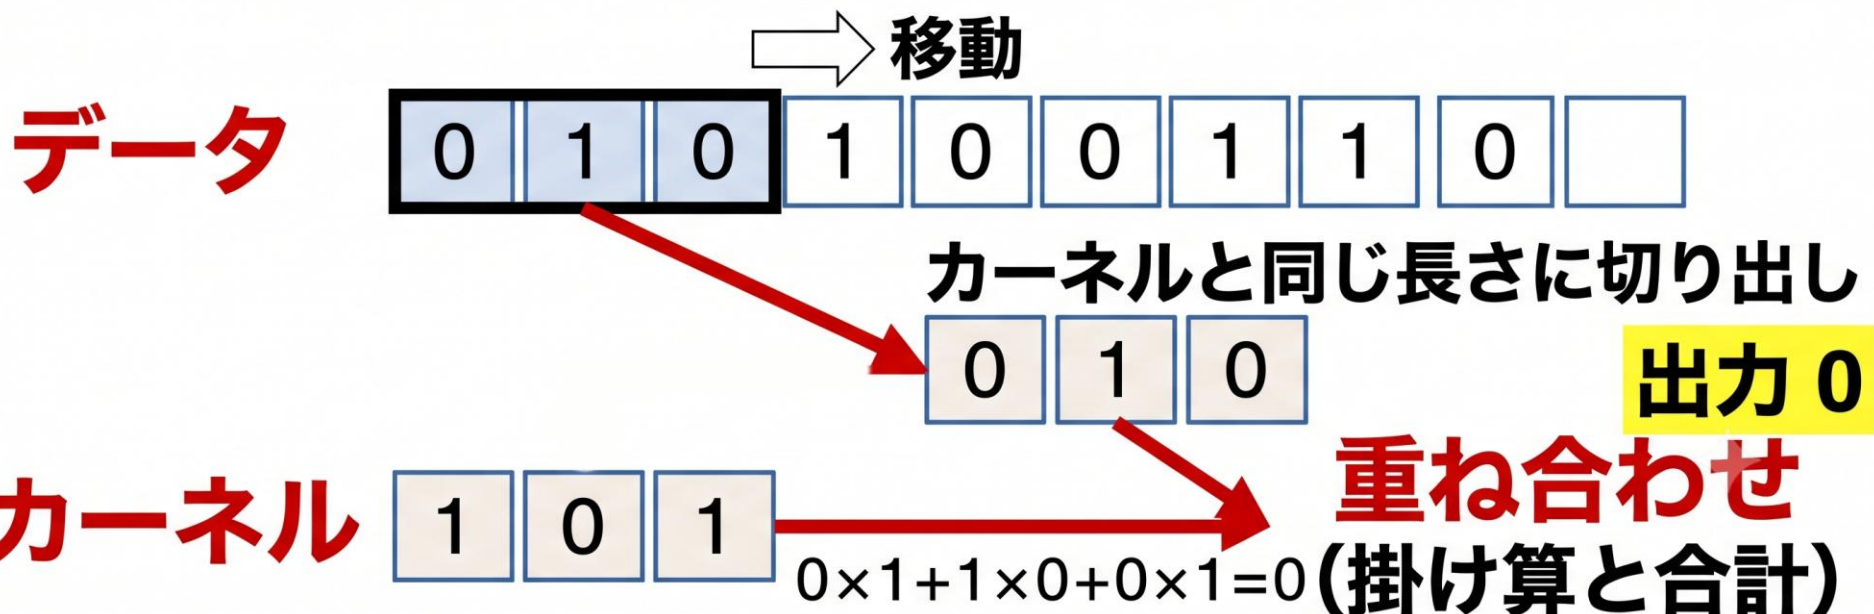 移動
データ 0 1 0 1 0 0 1 1 0
カーネルと同じ長さに切り出し
0 1 0
出力 0
カーネル 1 0 1
重ね合わせ
0×1+1×0+0×1=0
(掛け算と合計)